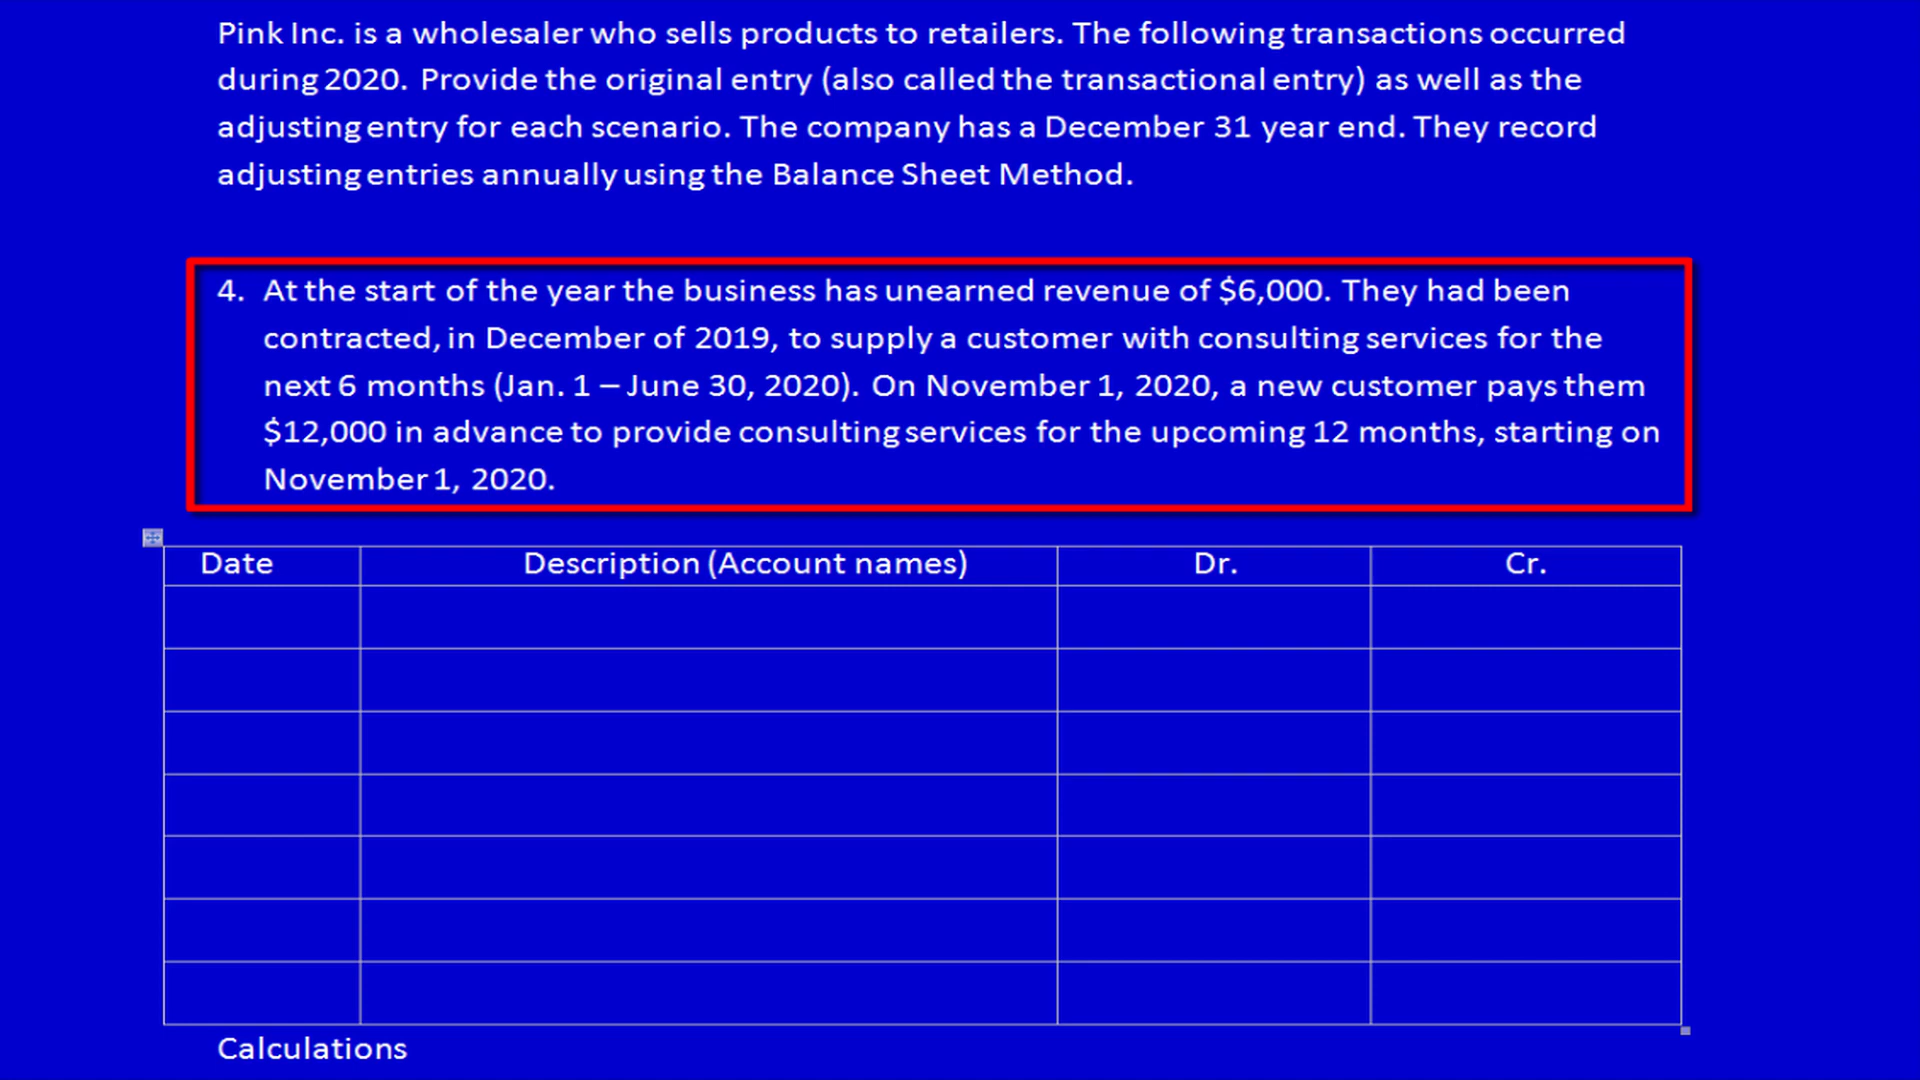 Pink Inc. is a wholesaler who sells products to retailers. The following transactions occurred
during 2020. Provide the original entry (also called the transactional entry) as well as the
adjusting entry for each scenario. The company has a December 31 year end. They record
adjusting entries annually using the Balance Sheet Method.
4. At the start of the year the business has unearned revenue of $6,000. They had been
contracted, in December of 2019, to supply a customer with consulting services for the
next 6 months (Jan. 1 – June 30, 2020). On November 1, 2020, a new customer pays them
$12,000 in advance to provide consulting services for the upcoming 12 months, starting on
November 1, 2020.
Date Description (Account names) Dr. Cr.
Calculations